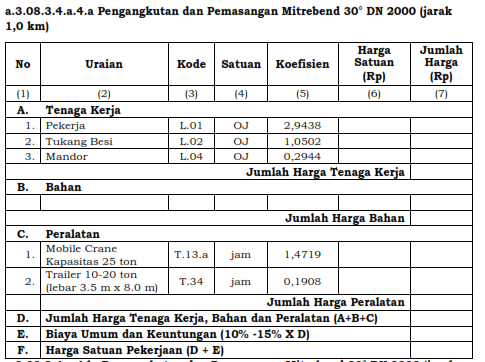 a.3.08.3.4.a.4.a Pengangkutan dan Pemasangan Mitrebend 30° DN 2000 (jarak
1,0 km)
No Uraian Kode Satuan Koefisien Harga Satuan (Rp) Jumlah Harga (Rp)
(1) (2) (3) (4) (5) (6) (7)
A. Tenaga Kerja
1. Pekerja L.01 OJ 2,9438
2. Tukang Besi L.02 OJ 1,0502
3. Mandor L.04 OJ 0,2944
Jumlah Harga Tenaga Kerja
B. Bahan
Jumlah Harga Bahan
C. Peralatan
1. Mobile Crane Kapasitas 25 ton T.13.a jam 1,4719
2. Trailer 10-20 ton (lebar 3.5 m x 8.0 m) T.34 jam 0,1908
Jumlah Harga Peralatan
D. Jumlah Harga Tenaga Kerja, Bahan dan Peralatan (A+B+C)
E. Biaya Umum dan Keuntungan (10% -15% X D)
F. Harga Satuan Pekerjaan (D + E)